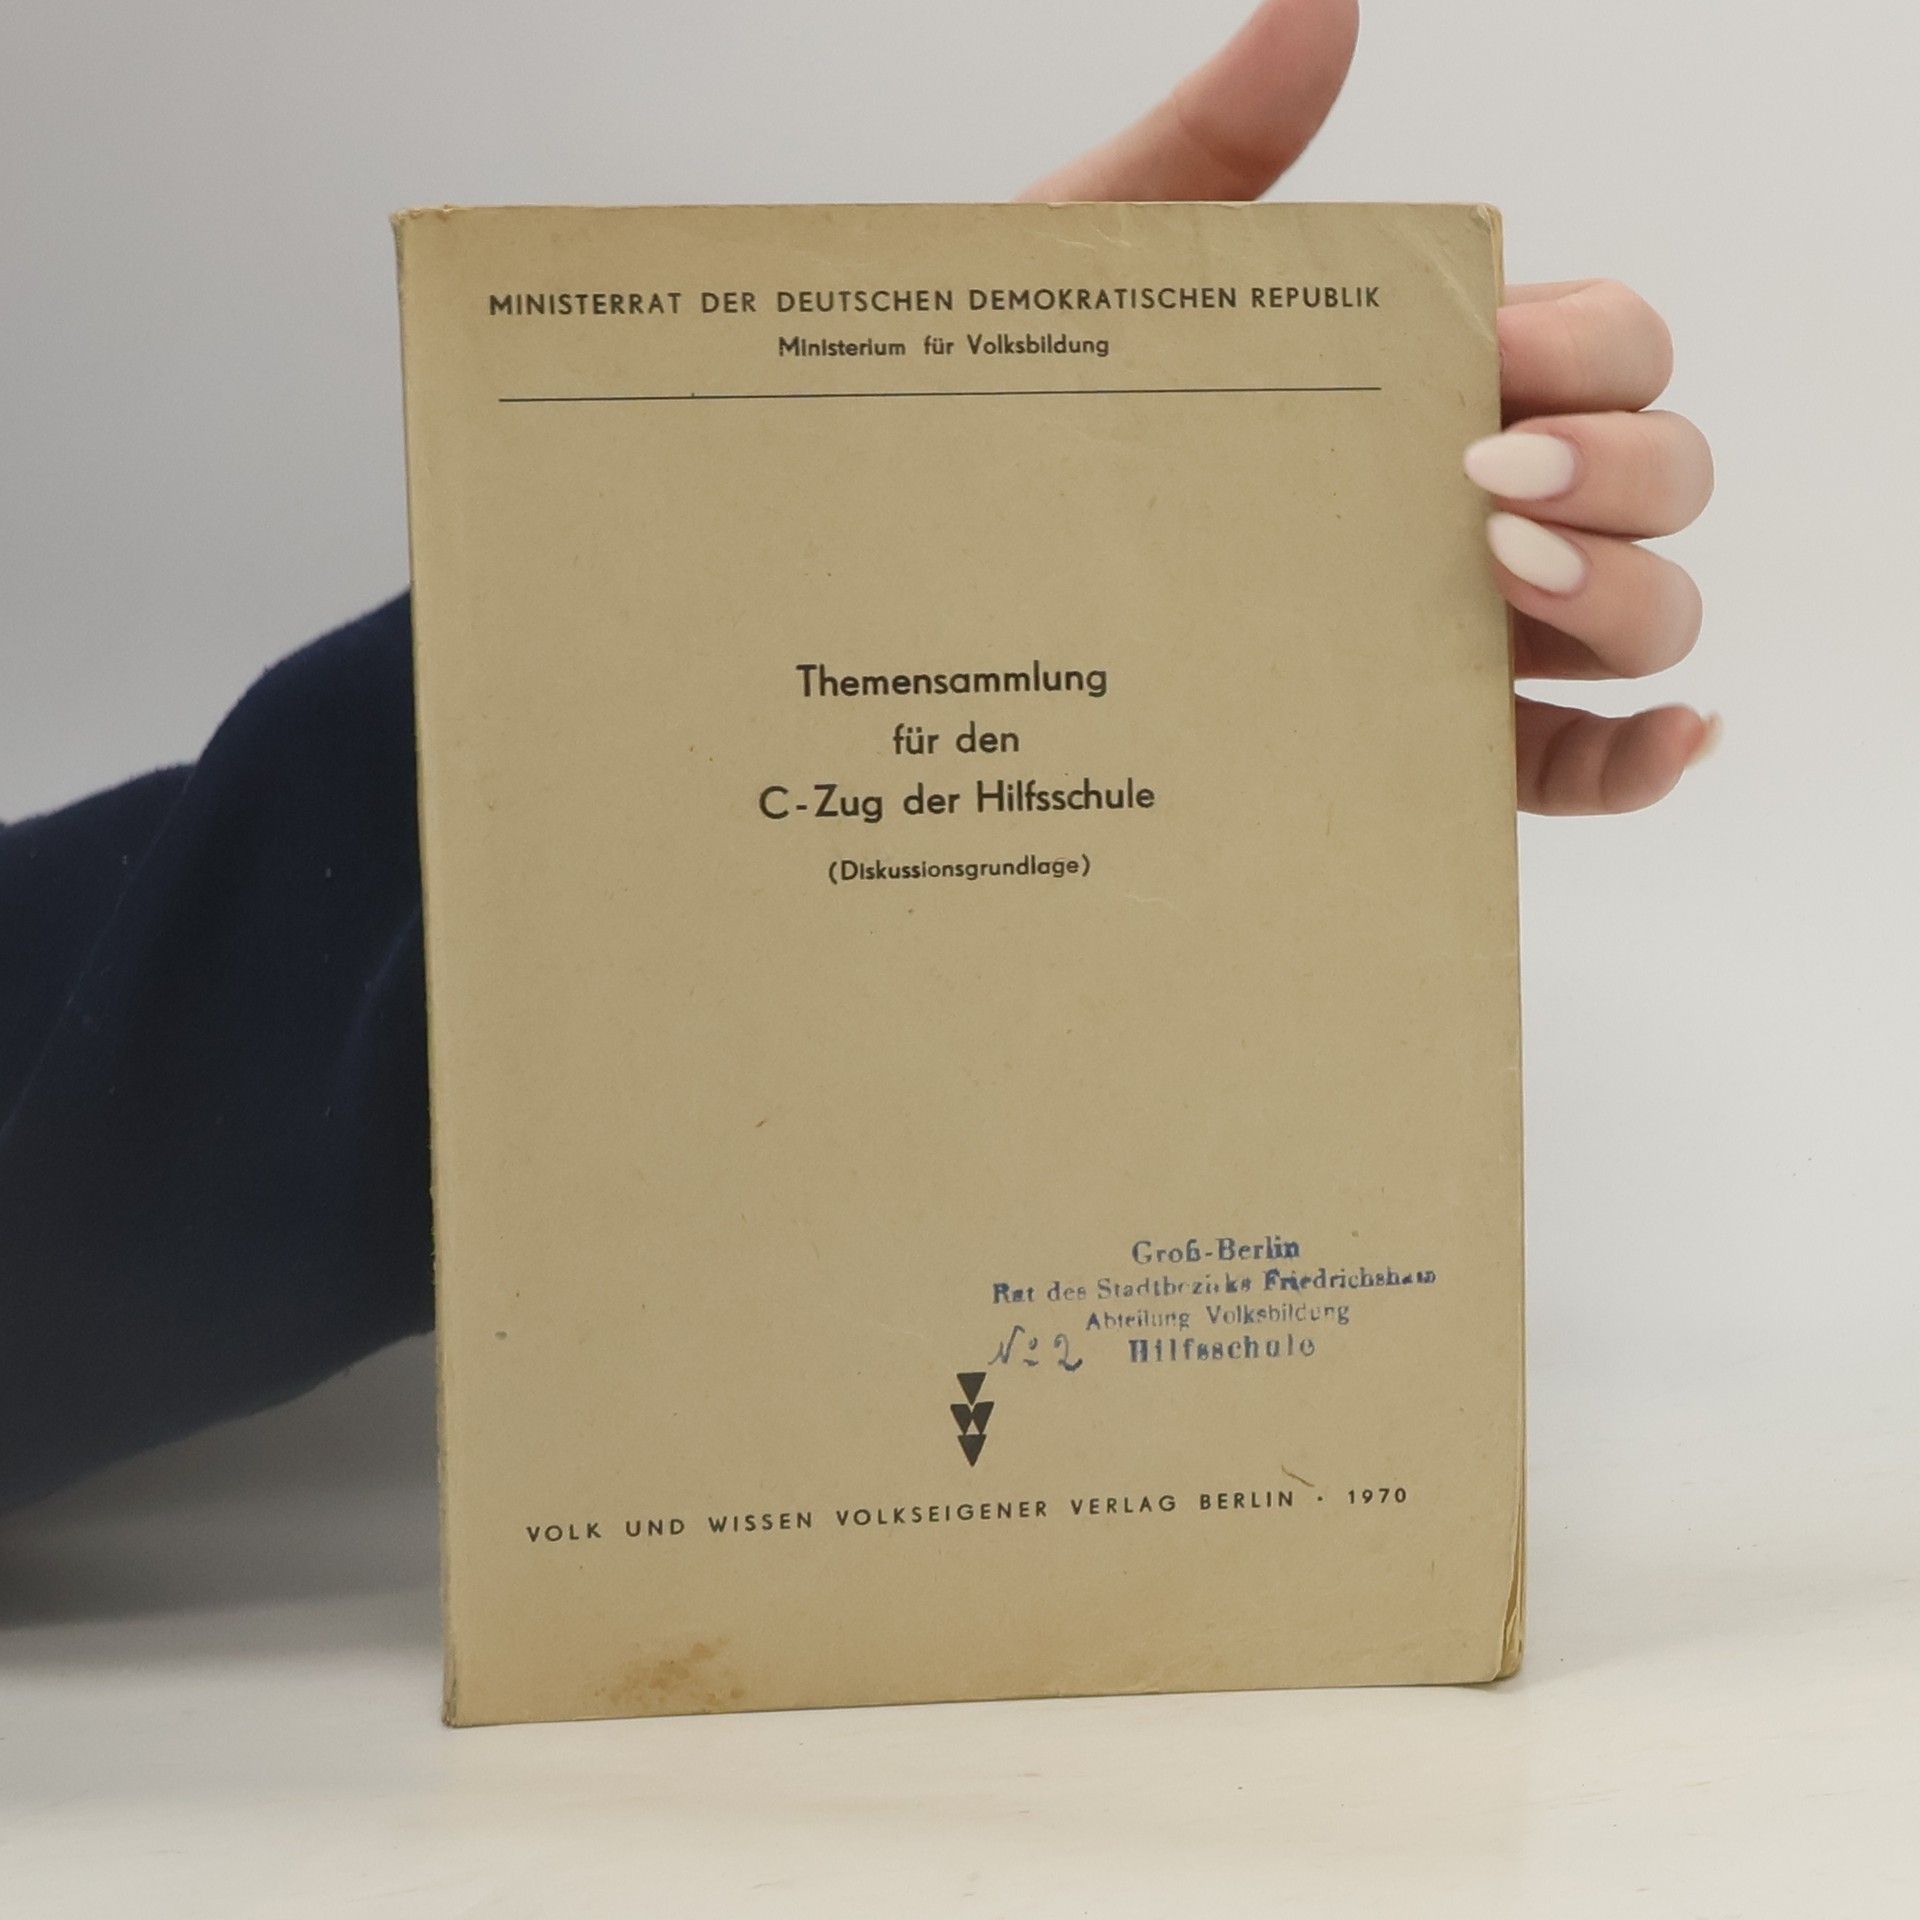 MINISTERRAT DER DEUTSCHEN DEMOKRATISCHEN REPUBLIK
Ministerium für Volksbildung
Themensammlung
für den
C-Zug der Hilfsschule
(Diskussionsgrundlage)
Groß-Berlin
Rat des Stadtbezirks Friedrichshain
Abteilung Volksbildung
No 2 Hilfsschule
VOLK UND WISSEN VOLKSEIGENER VERLAG BERLIN · 1970